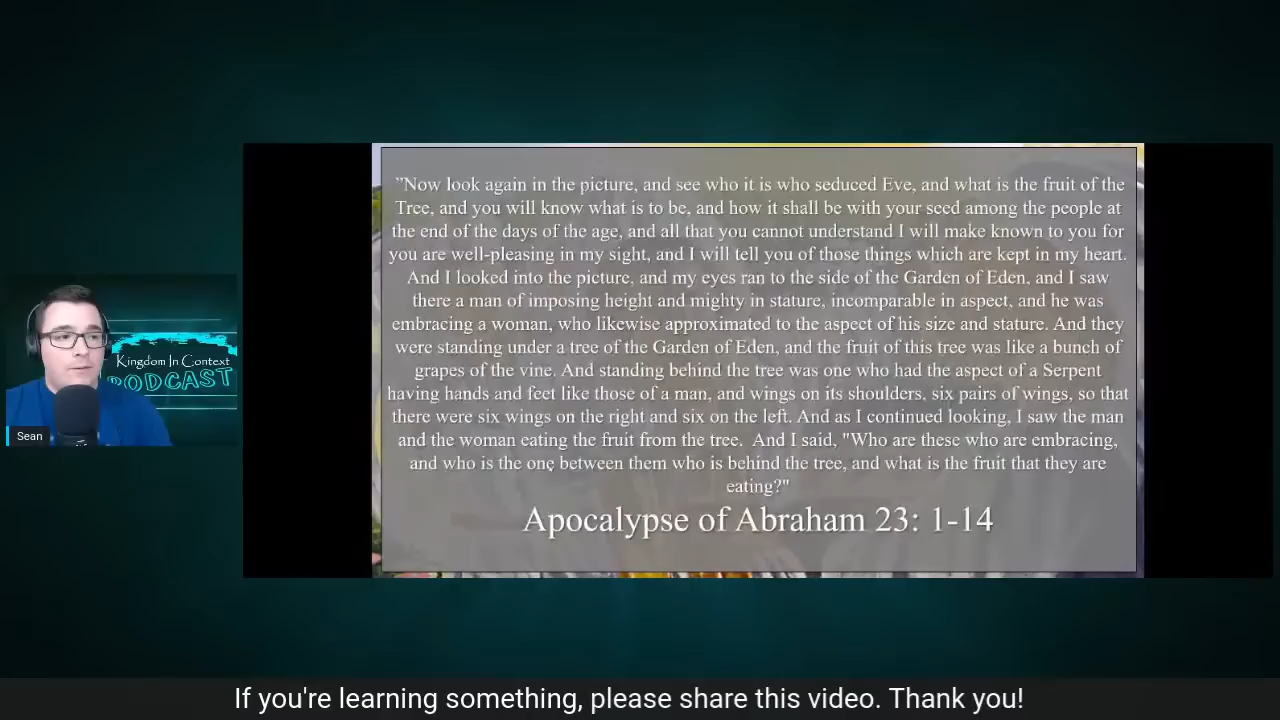 ”Now look again in the picture, and see who it is who seduced Eve, and what is the fruit of the
Tree, and you will know what is to be, and how it shall be with your seed among the people at
the end of the days of the age, and all that you cannot understand I will make known to you for
you are well-pleasing in my sight, and I will tell you of those things which are kept in my heart.
And I looked into the picture, and my eyes ran to the side of the Garden of Eden, and I saw
there a man of imposing height and mighty in stature, incomparable in aspect, and he was
embracing a woman, who likewise approximated to the aspect of his size and stature. And they
were standing under a tree of the Garden of Eden, and the fruit of this tree was like a bunch of
grapes of the vine. And standing behind the tree was one who had the aspect of a Serpent
having hands and feet like those of a man, and wings on its shoulders, six pairs of wings, so that
there were six wings on the right and six on the left. And as I continued looking, I saw the man
and the woman eating the fruit from the tree.  And I said, "Who are these who are embracing,
and who is the one between them who is behind the tree, and what is the fruit that they are
eating?"
Apocalypse of Abraham 23: 1-14
Kingdom In Context
PODCAST
Sean
If you're learning something, please share this video. Thank you!